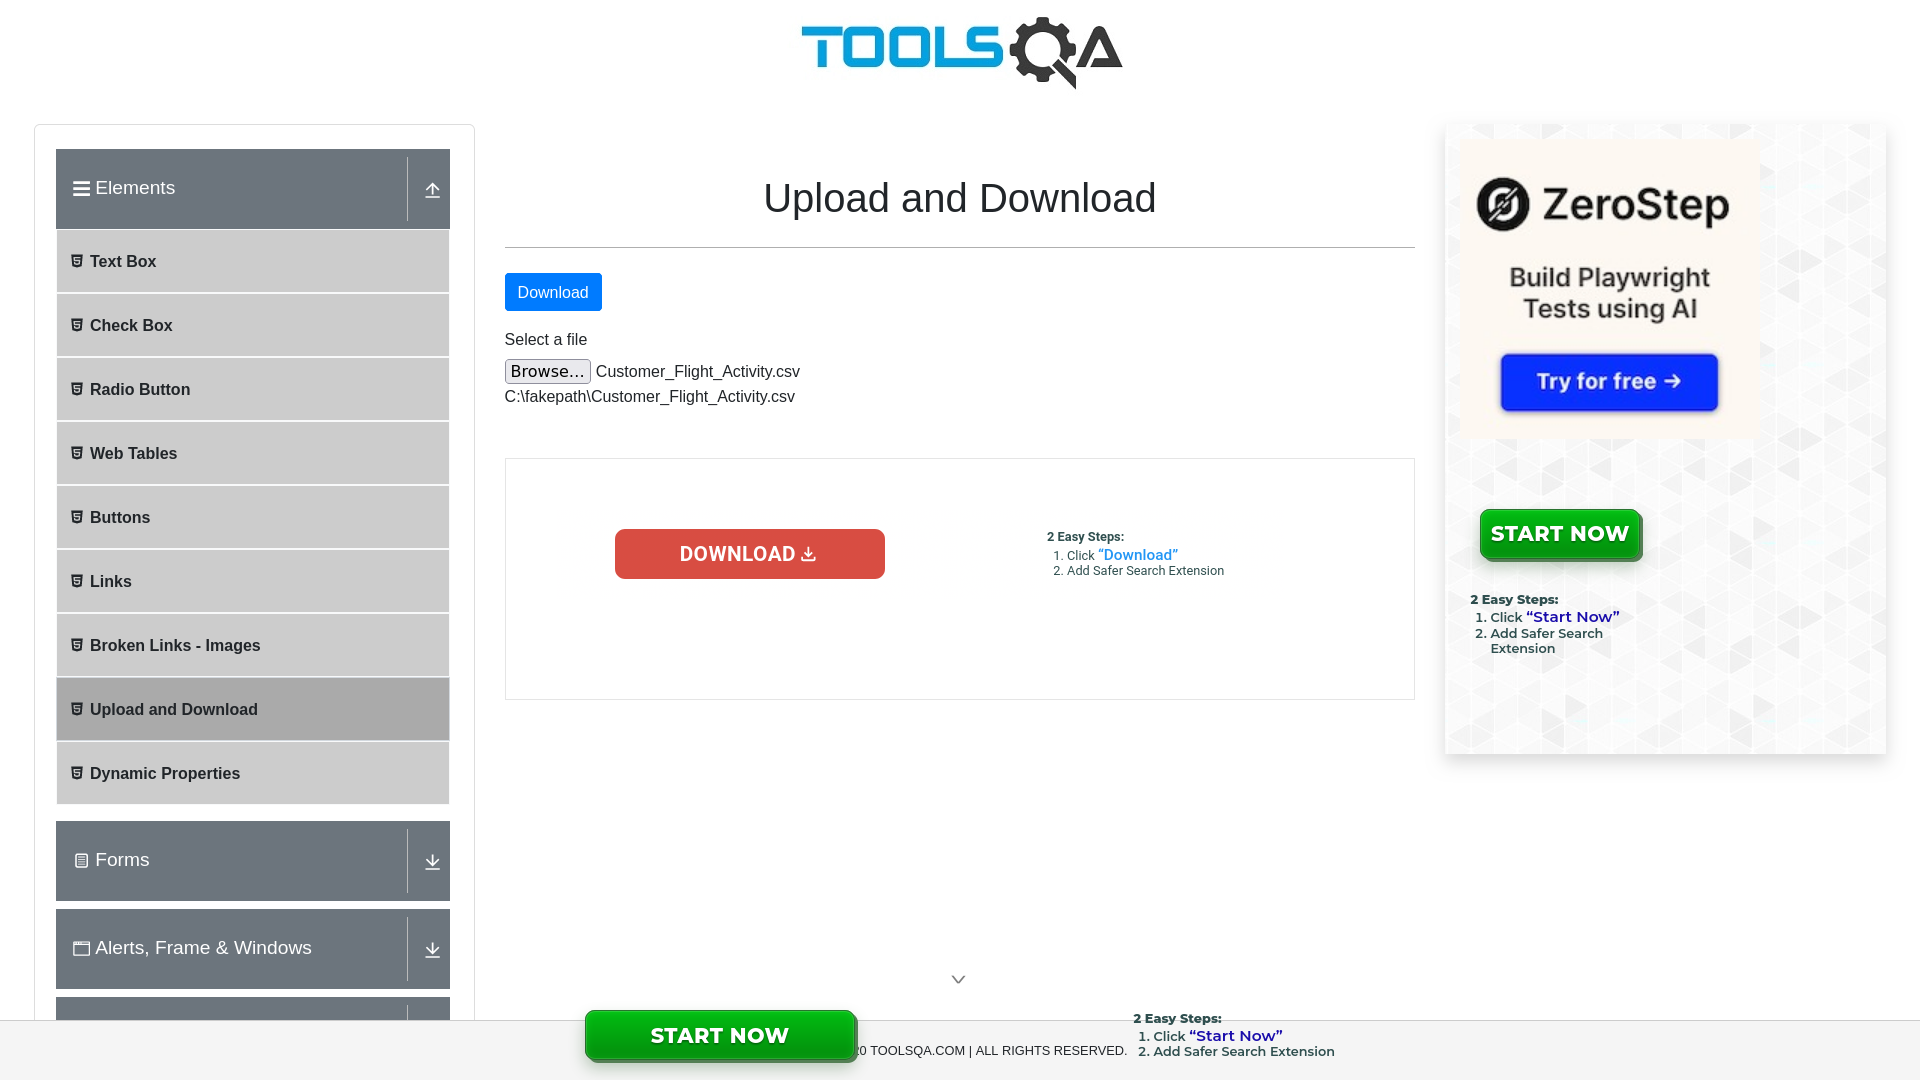 TOOLSQA
Elements
Text Box
Check Box
Radio Button
Web Tables
Buttons
Links
Broken Links - Images
Upload and Download
Dynamic Properties
Forms
Alerts, Frame & Windows
Upload and Download
Download
Select a file
Browse... Customer_Flight_Activity.csv
C:\fakepath\Customer_Flight_Activity.csv
DOWNLOAD
2 Easy Steps:
1. Click “Download”
2. Add Safer Search Extension
ZeroStep
Build Playwright
Tests using AI
Try for free →
START NOW
2 Easy Steps:
1. Click “Start Now”
2. Add Safer Search
Extension
START NOW
TOOLSQA.COM | ALL RIGHTS RESERVED.
2 Easy Steps:
1. Click “Start Now”
2. Add Safer Search Extension